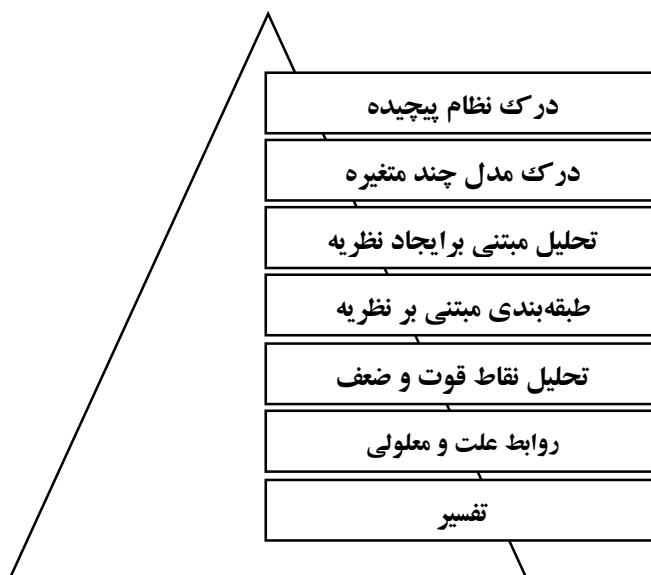 درک نظام پیچیده
درک مدل چند متغیره
تحلیل مبتنی برایجاد نظریه
طبقه‌بندی مبتنی بر نظریه
تحلیل نقاط قوت و ضعف
روابط علت و معلولی
تفسیر